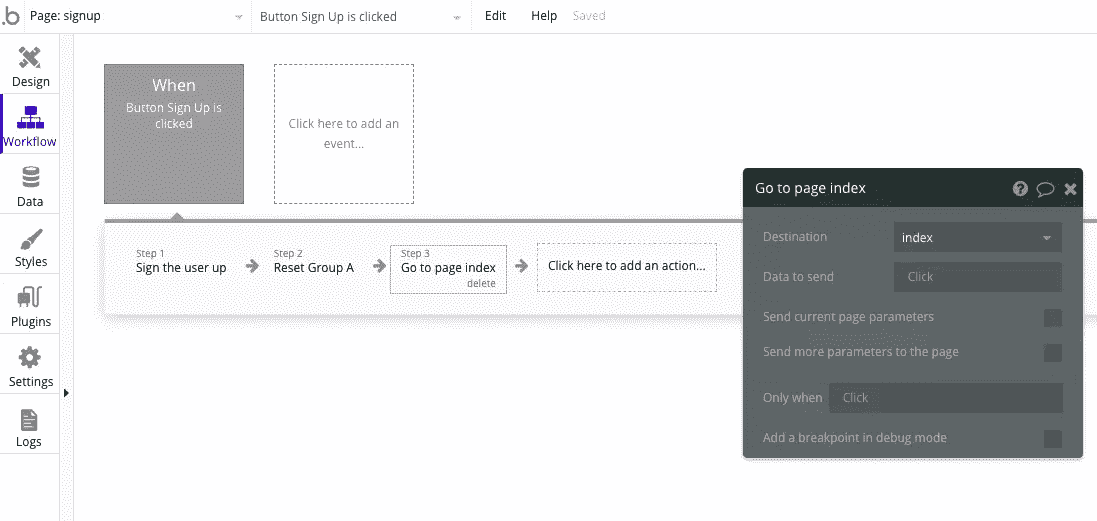 .b
Page: signup
Button Sign Up is clicked
Edit
Help
Saved
Design
Workflow
Data
Styles
Plugins
Settings
Logs
When
Button Sign Up is
clicked
Click here to add an
event...
Step 1
Sign the user up
Step 2
Reset Group A
Step 3
Go to page index
delete
Click here to add an action...
Go to page index
?
Destination
index
Data to send
Click
Send current page parameters
Send more parameters to the page
Only when
Click
Add a breakpoint in debug mode